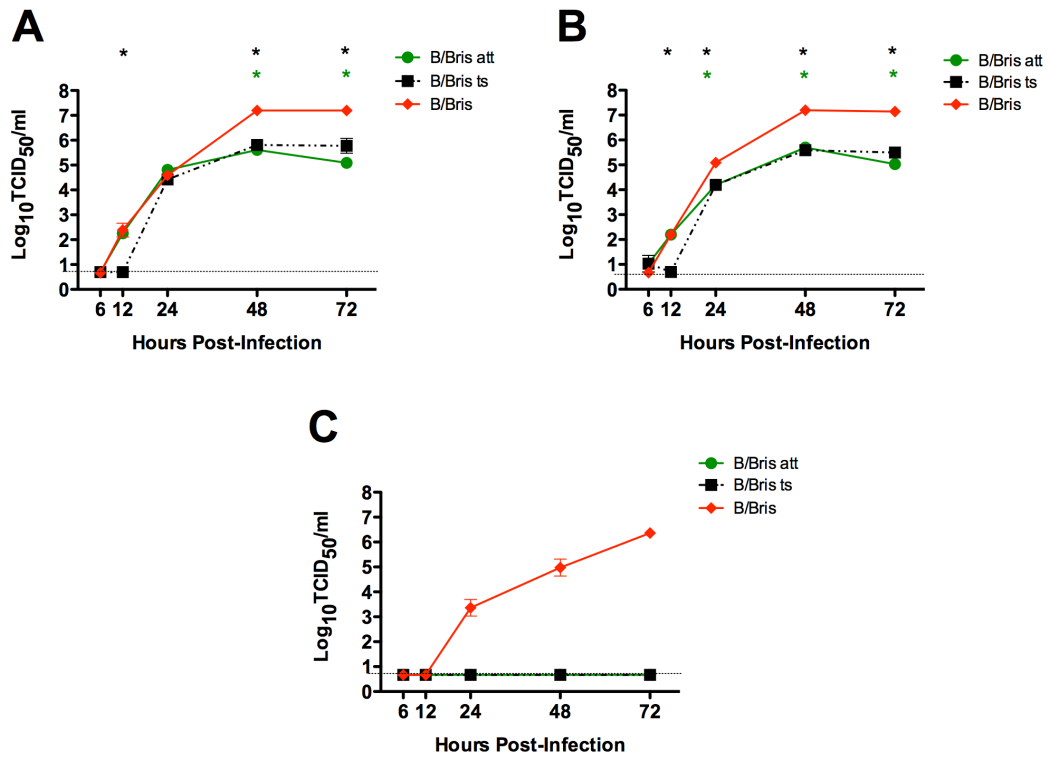 A
* * *
* *
B/Bris att
B/Bris ts
B/Bris
Log10TCID50/ml
8
7
6
5
4
3
2
1
0
6 12 24 48 72
Hours Post-Infection
B
* * * *
* * *
B/Bris att
B/Bris ts
B/Bris
Log10TCID50/ml
8
7
6
5
4
3
2
1
0
6 12 24 48 72
Hours Post-Infection
C
B/Bris att
B/Bris ts
B/Bris
Log10TCID50/ml
8
7
6
5
4
3
2
1
0
6 12 24 48 72
Hours Post-Infection